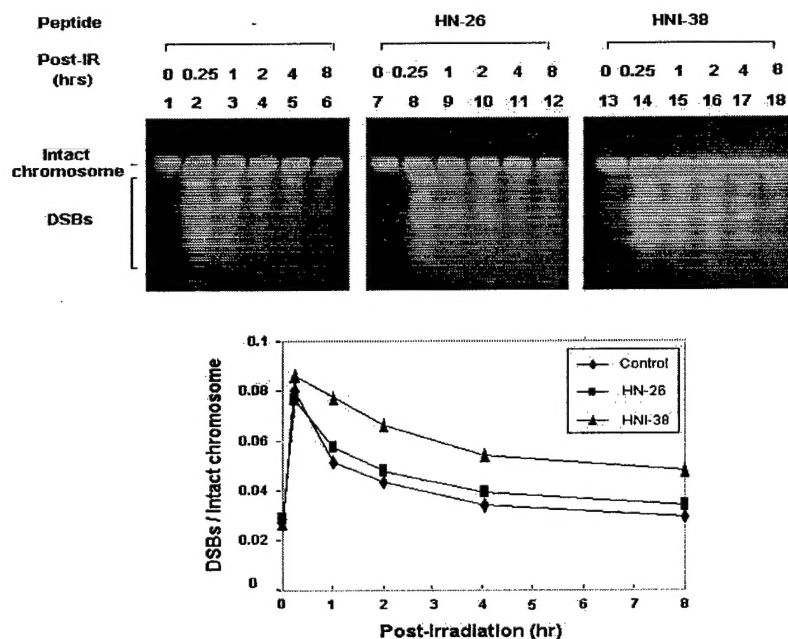 Peptide - HN-26 HNI-38
Post-IR (hrs) 0 0.25 1 2 4 8 0 0.25 1 2 4 8 0 0.25 1 2 4 8
1 2 3 4 5 6 7 8 9 10 11 12 13 14 15 16 17 18
Intact chromosome
DSBs
0.1
0.08
0.06
0.04
0.02
0
DSBs / Intact chromosome
Control
HN-26
HNI-38
0 1 2 3 4 5 6 7 8
Post-Irradiation (hr)